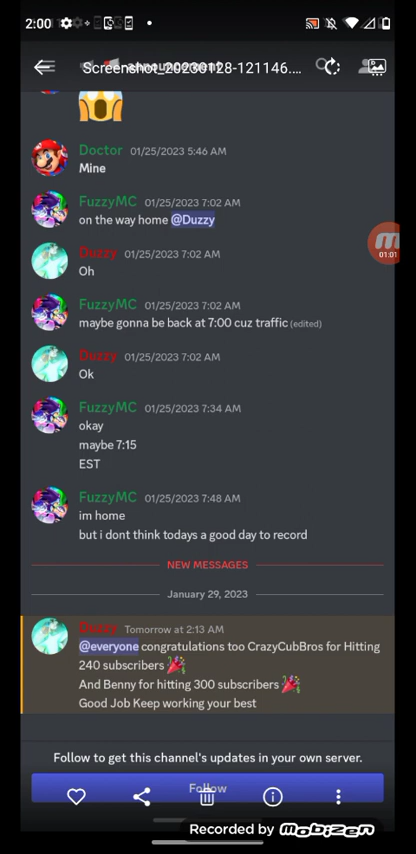 2:00
Screenshot_20230128-121146....
Doctor 01/25/2023 5:46 AM
Mine
FuzzyMC 01/25/2023 7:02 AM
on the way home @Duzzy
Duzzy 01/25/2023 7:02 AM
Oh
FuzzyMC 01/25/2023 7:02 AM
maybe gonna be back at 7:00 cuz traffic (edited)
Duzzy 01/25/2023 7:02 AM
Ok
FuzzyMC 01/25/2023 7:34 AM
okay
maybe 7:15
EST
FuzzyMC 01/25/2023 7:48 AM
im home
but i dont think todays a good day to record
NEW MESSAGES
January 29, 2023
Duzzy Tomorrow at 2:13 AM
@everyone congratulations too CrazyCubBros for Hitting
240 subscribers
And Benny for hitting 300 subscribers
Good Job Keep working your best
Follow to get this channel's updates in your own server.
Follow
01:01
Recorded by mobizen